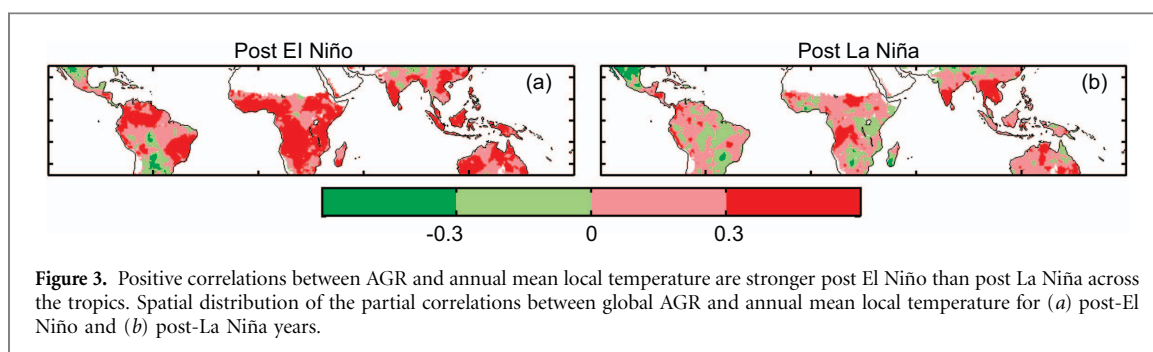 Post El Niño
Post La Niña
(a)
(b)
-0.3
0
0.3
Figure 3. Positive correlations between AGR and annual mean local temperature are stronger post El Niño than post La Niña across
the tropics. Spatial distribution of the partial correlations between global AGR and annual mean local temperature for (a) post-El
Niño and (b) post-La Niña years.